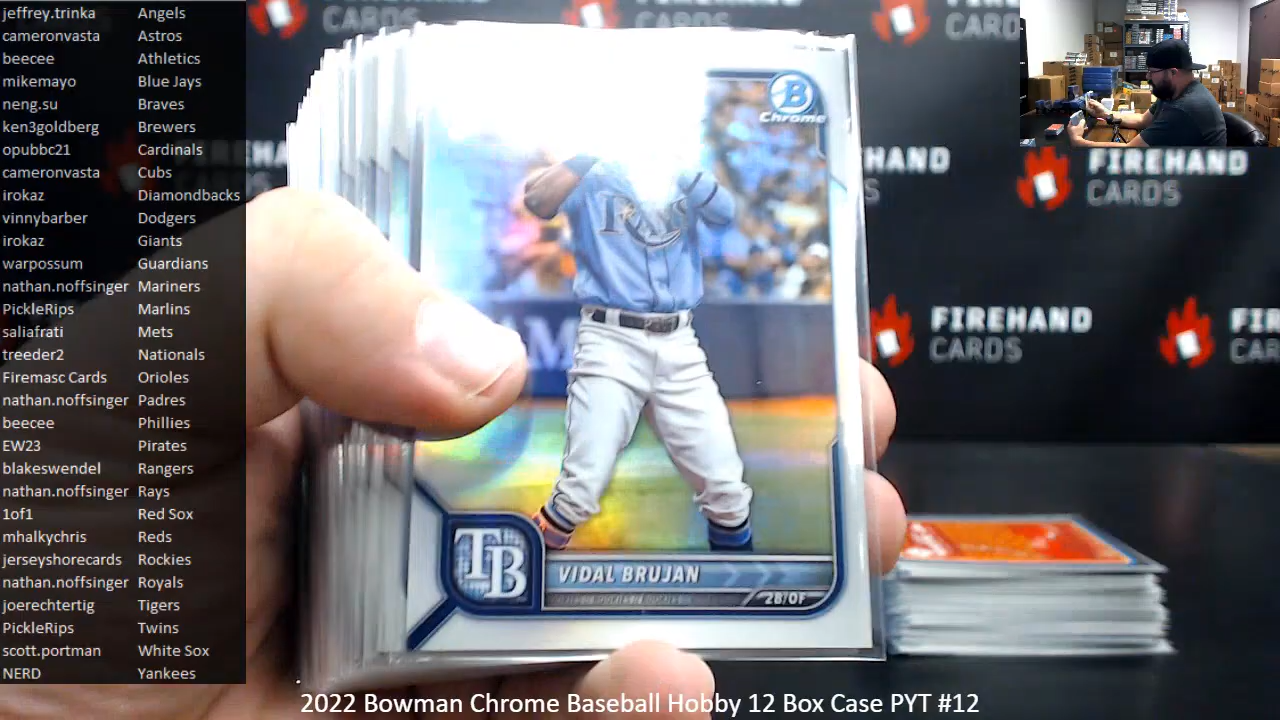 jeffrey.trinka Angels
cameronvasta Astros
beecee Athletics
mikemayo Blue Jays
neng.su Braves
ken3goldberg Brewers
opubbc21 Cardinals
cameronvasta Cubs
irokaz Diamondbacks
vinnybarber Dodgers
irokaz Giants
warpossum Guardians
nathan.noffsinger Mariners
PickleRips Marlins
saliafrati Mets
treeder2 Nationals
Firemasc Cards Orioles
nathan.noffsinger Padres
beecee Phillies
EW23 Pirates
blakeswendel Rangers
nathan.noffsinger Rays
1of1 Red Sox
mhalkychris Reds
jerseyshorecards Rockies
nathan.noffsinger Royals
joerechtertig Tigers
PickleRips Twins
scott.portman White Sox
NERD Yankees
B
Chrome
RAYS
TB
VIDAL BRUJAN
2B/OF
FIREHAND
CARDS
HAND
FIREHAND
CARDS
FIREHAND
CARDS
2022 Bowman Chrome Baseball Hobby 12 Box Case PYT #12